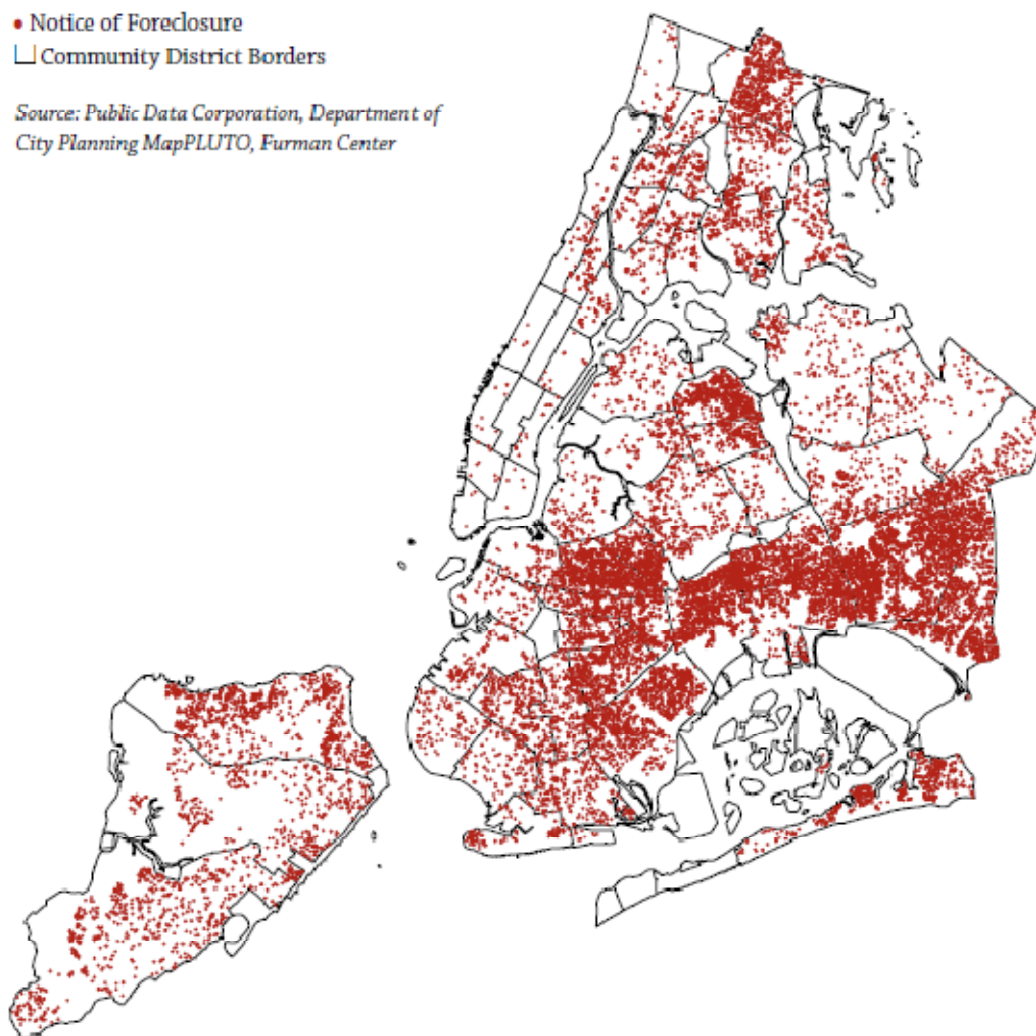 Notice of Foreclosure
Community District Borders
Source: Public Data Corporation, Department of
City Planning MapPLUTO, Furman Center